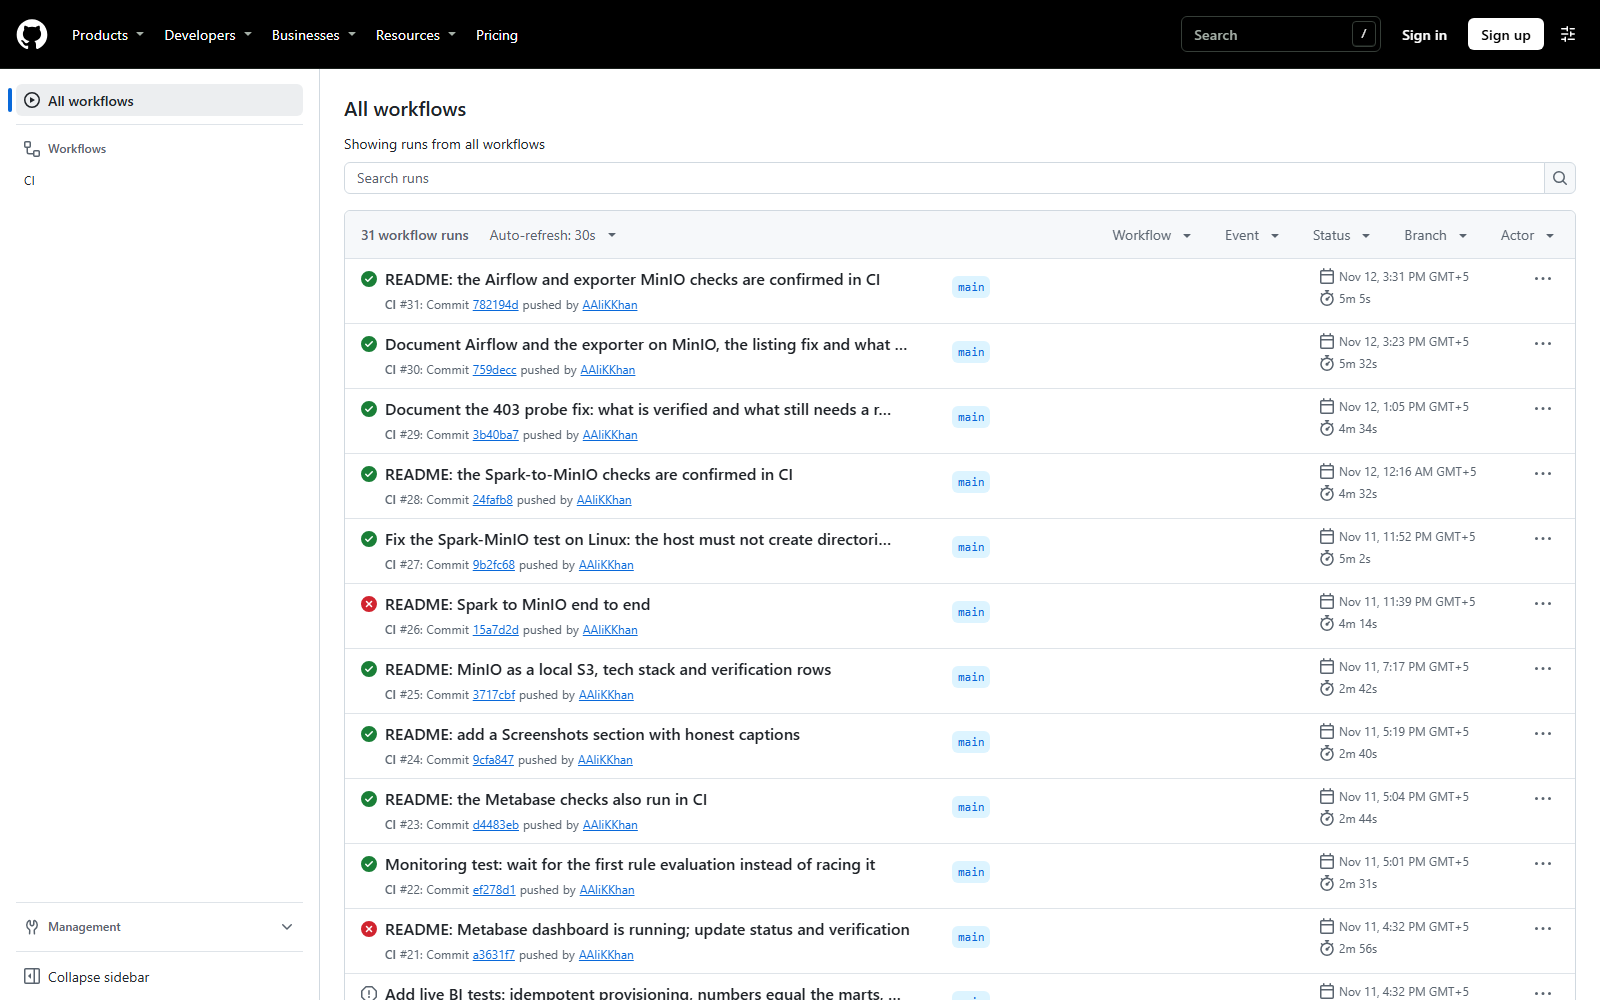 Products Developers Businesses Resources Pricing Search / Sign in Sign up
All workflows
Workflows
CI
Management
Collapse sidebar
All workflows
Showing runs from all workflows
Search runs
31 workflow runs Auto-refresh: 30s Workflow Event Status Branch Actor
README: the Airflow and exporter MinIO checks are confirmed in CI main Nov 12, 3:31 PM GMT+5
CI #31: Commit 782194d pushed by AAliKKhan 5m 5s
Document Airflow and the exporter on MinIO, the listing fix and what ... main Nov 12, 3:23 PM GMT+5
CI #30: Commit 759decc pushed by AAliKKhan 5m 32s
Document the 403 probe fix: what is verified and what still needs a r... main Nov 12, 1:05 PM GMT+5
CI #29: Commit 3b40ba7 pushed by AAliKKhan 4m 34s
README: the Spark-to-MinIO checks are confirmed in CI main Nov 12, 12:16 AM GMT+5
CI #28: Commit 24fafb8 pushed by AAliKKhan 4m 32s
Fix the Spark-MinIO test on Linux: the host must not create directori... main Nov 11, 11:52 PM GMT+5
CI #27: Commit 9b2fc68 pushed by AAliKKhan 5m 2s
README: Spark to MinIO end to end main Nov 11, 11:39 PM GMT+5
CI #26: Commit 15a7d2d pushed by AAliKKhan 4m 14s
README: MinIO as a local S3, tech stack and verification rows main Nov 11, 7:17 PM GMT+5
CI #25: Commit 3717cbf pushed by AAliKKhan 2m 42s
README: add a Screenshots section with honest captions main Nov 11, 5:19 PM GMT+5
CI #24: Commit 9cfa847 pushed by AAliKKhan 2m 40s
README: the Metabase checks also run in CI main Nov 11, 5:04 PM GMT+5
CI #23: Commit d4483eb pushed by AAliKKhan 2m 44s
Monitoring test: wait for the first rule evaluation instead of racing it main Nov 11, 5:01 PM GMT+5
CI #22: Commit ef278d1 pushed by AAliKKhan 2m 31s
README: Metabase dashboard is running; update status and verification main Nov 11, 4:32 PM GMT+5
CI #21: Commit a3631f7 pushed by AAliKKhan 2m 56s
Add live BI tests: idempotent provisioning, numbers equal the marts, ... main Nov 11, 4:32 PM GMT+5